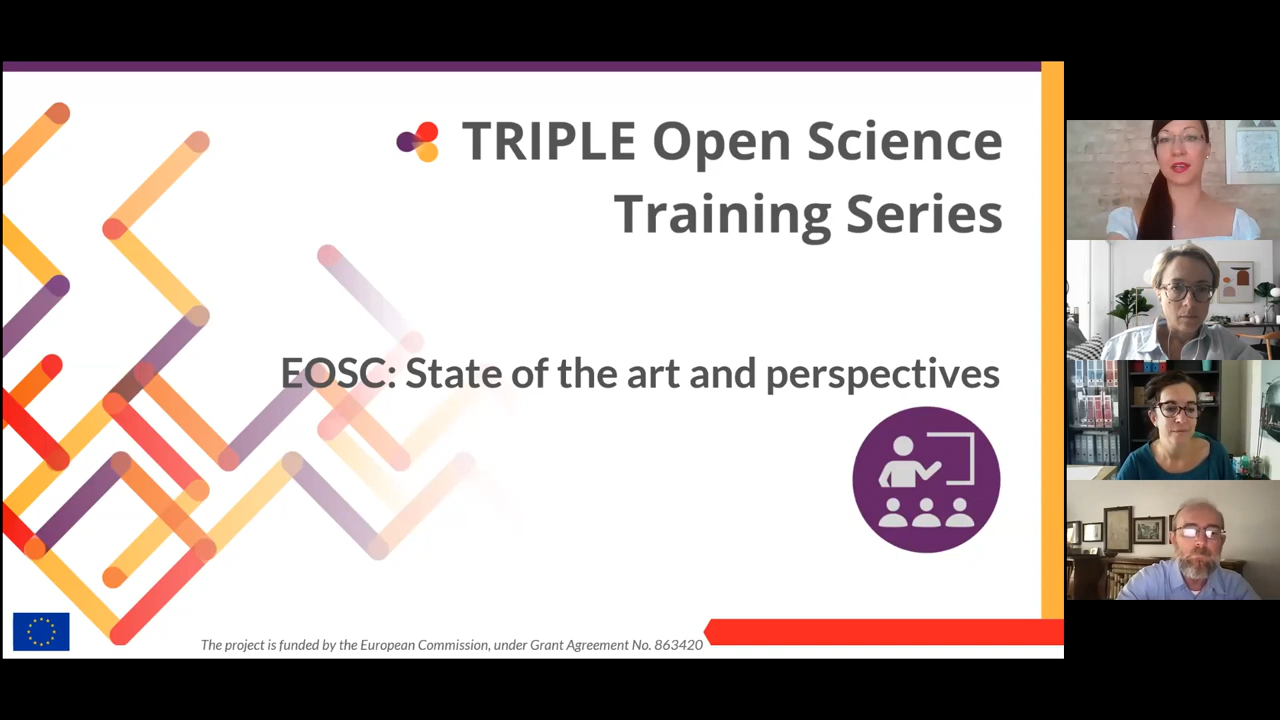 TRIPLE Open Science
Training Series
EOSC: State of the art and perspectives
The project is funded by the European Commission, under Grant Agreement No. 863420